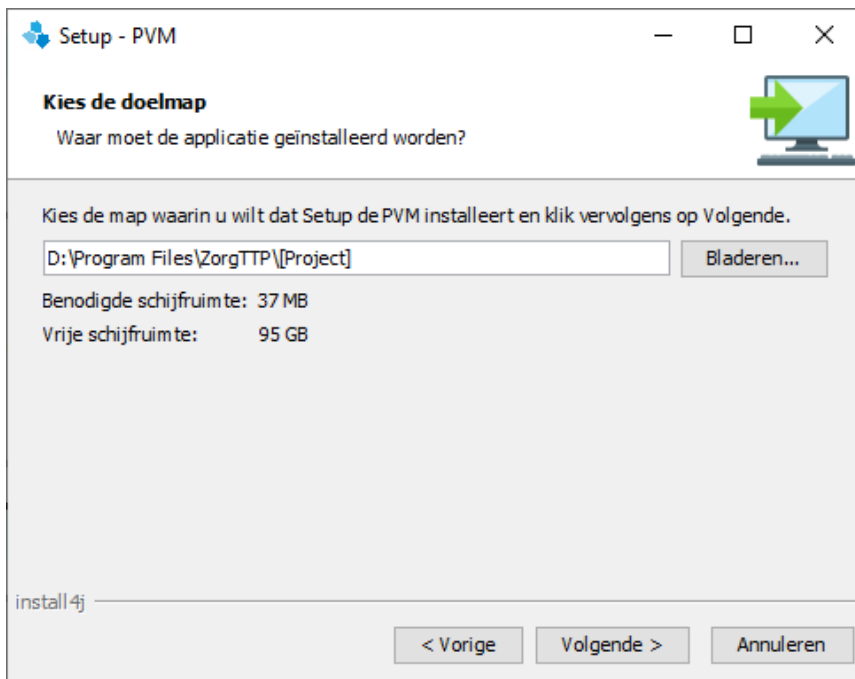 Setup - PVM
Kies de doelmap
Waar moet de applicatie geïnstalleerd worden?
Kies de map waarin u wilt dat Setup de PVM installeert en klik vervolgens op Volgende.
D:\Program Files\ZorgTTP\[Project]
Bladeren...
Benodigde schijfruimte: 37 MB
Vrije schijfruimte: 95 GB
install4j
< Vorige Volgende > Annuleren